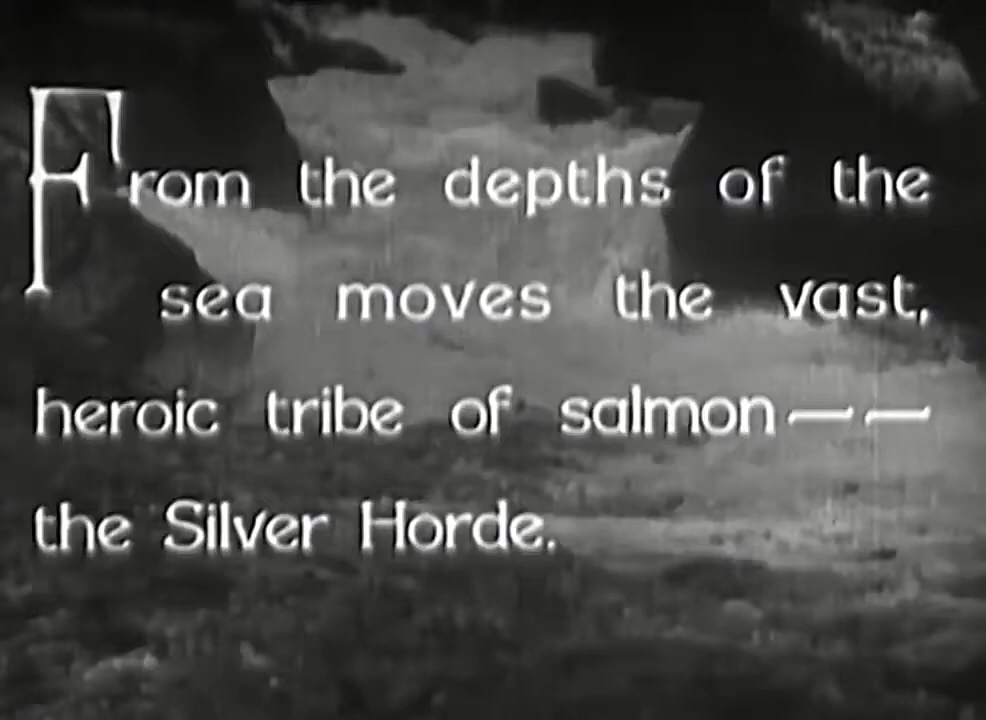 From the depths of the
sea moves the vast,
heroic tribe of salmon——
the Silver Horde.